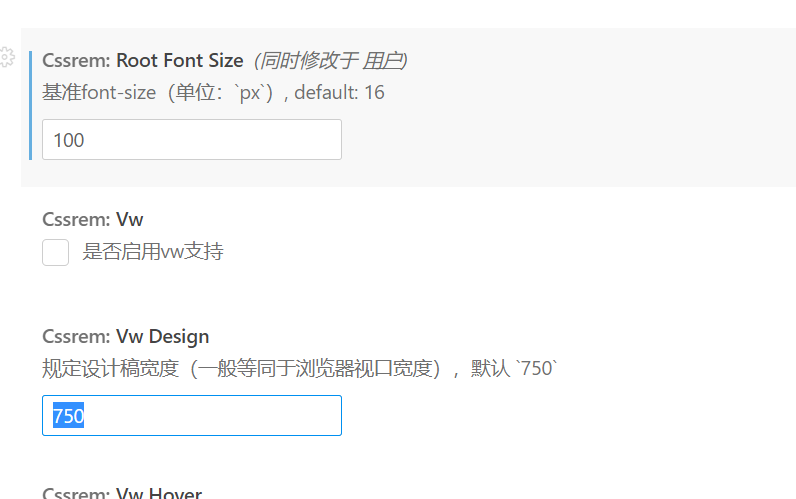 Cssrem: Root Font Size (同时修改于 用户)
基准font-size（单位：`px`）, default: 16
100
Cssrem: Vw
是否启用vw支持
Cssrem: Vw Design
规定设计稿宽度（一般等同于浏览器视口宽度），默认 `750`
750
Cssrem: Vw Hover